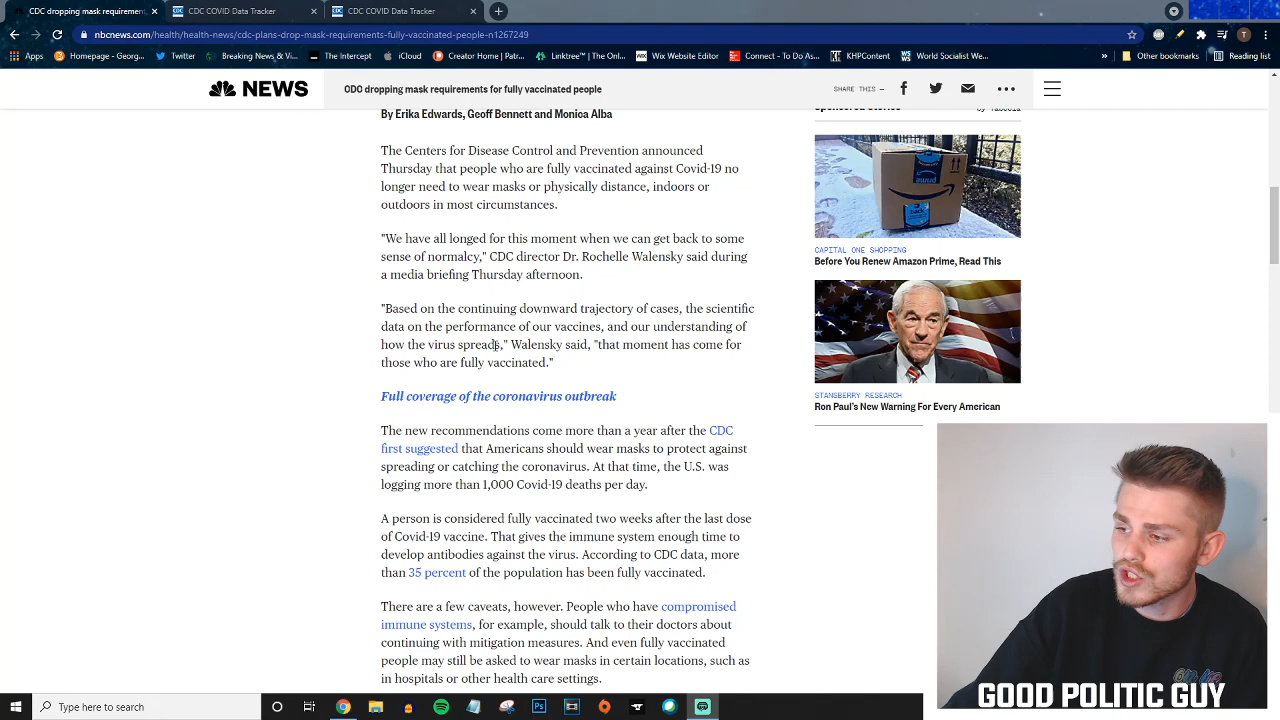 CDC dropping mask requirement
CDC COVID Data Tracker
CDC COVID Data Tracker
nbcnews.com/health/health-news/cdc-plans-drop-mask-requirements-fully-vaccinated-people-n1267249
Apps
Homepage - Georg...
Twitter
Breaking News & Vi...
The Intercept
iCloud
Creator Home | Patr...
Linktree™ | The Onl...
Wix Website Editor
Connect — To Do As...
KHPContent
World Socialist We...
Other bookmarks
Reading list
NEWS
CDC dropping mask requirements for fully vaccinated people
SHARE THIS —
By Erika Edwards, Geoff Bennett and Monica Alba
The Centers for Disease Control and Prevention announced
Thursday that people who are fully vaccinated against Covid-19 no
longer need to wear masks or physically distance, indoors or
outdoors in most circumstances.
"We have all longed for this moment when we can get back to some
sense of normalcy," CDC director Dr. Rochelle Walensky said during
a media briefing Thursday afternoon.
"Based on the continuing downward trajectory of cases, the scientific
data on the performance of our vaccines, and our understanding of
how the virus spreads," Walensky said, "that moment has come for
those who are fully vaccinated."
Full coverage of the coronavirus outbreak
The new recommendations come more than a year after the CDC
first suggested that Americans should wear masks to protect against
spreading or catching the coronavirus. At that time, the U.S. was
logging more than 1,000 Covid-19 deaths per day.
A person is considered fully vaccinated two weeks after the last dose
of Covid-19 vaccine. That gives the immune system enough time to
develop antibodies against the virus. According to CDC data, more
than 35 percent of the population has been fully vaccinated.
There are a few caveats, however. People who have compromised
immune systems, for example, should talk to their doctors about
continuing with mitigation measures. And even fully vaccinated
people may still be asked to wear masks in certain locations, such as
in hospitals or other health care settings.
Sponsored Stories
by Taboola
CAPITAL ONE SHOPPING
Before You Renew Amazon Prime, Read This
STANSBERRY RESEARCH
Ron Paul's New Warning For Every American
GOOD POLITIC GUY
Type here to search